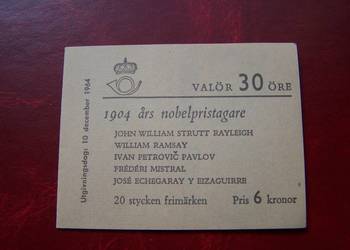 Utgivningsdag: 10 december 1964
VALÖR 30 ÖRE
1904 års nobelpristagare
JOHN WILLIAM STRUTT RAYLEIGH
WILLIAM RAMSAY
IVAN PETROVIČ PAVLOV
FRÉDÉRI MISTRAL
JOSÉ ECHEGARAY Y EIZAGUIRRE
20 stycken frimärken Pris 6 kronor